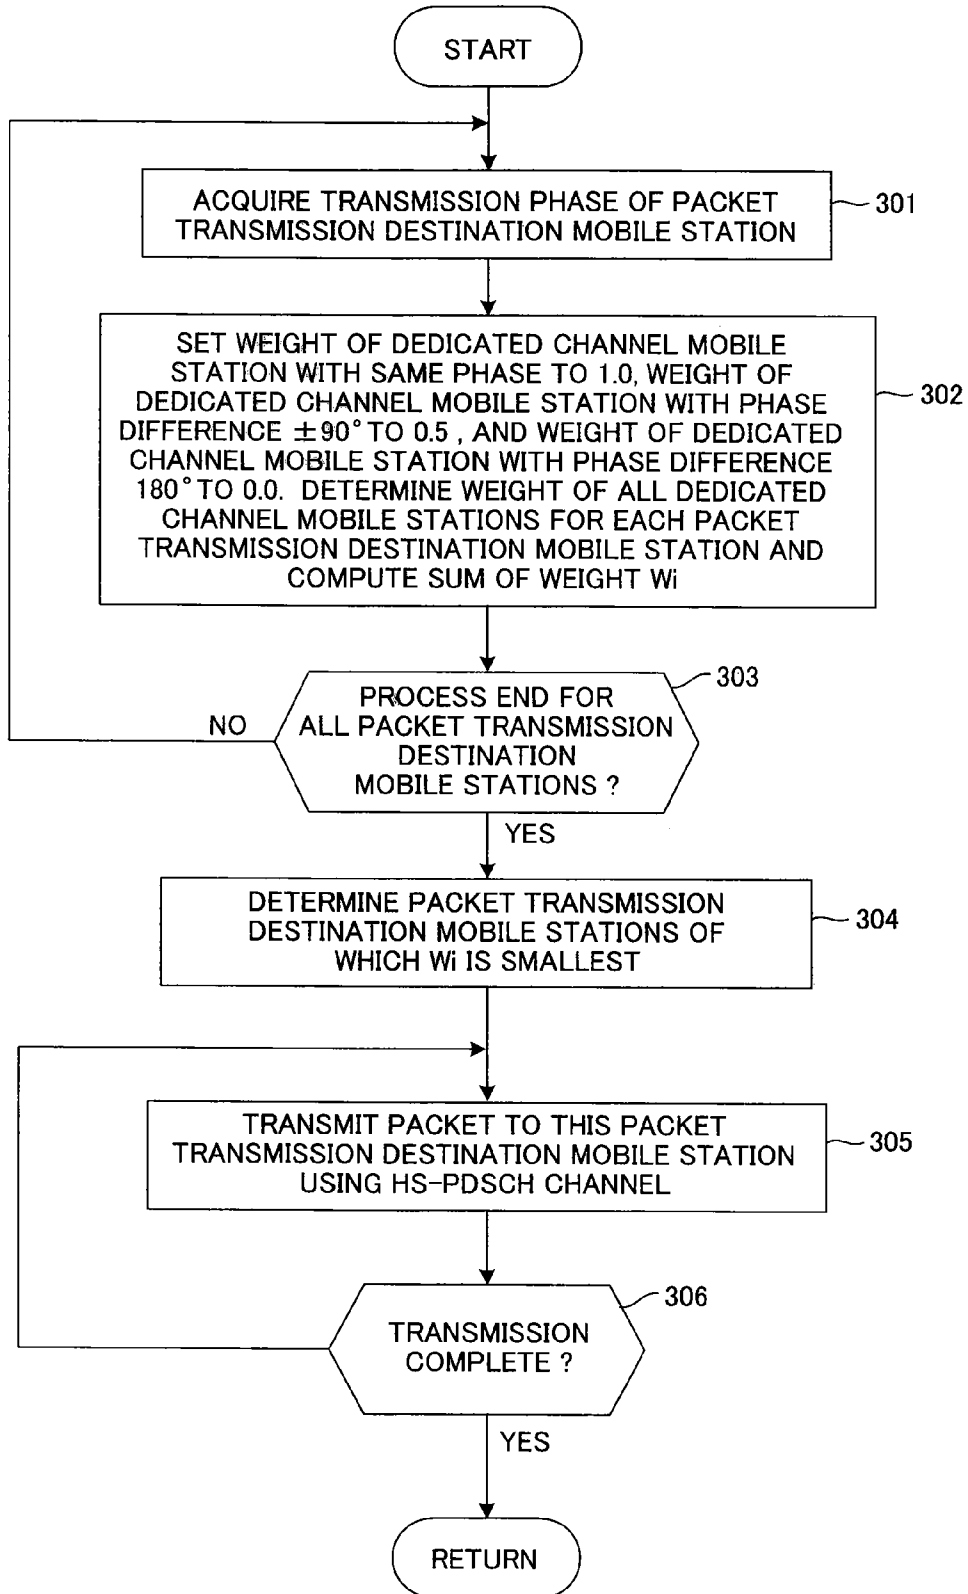 START
ACQUIRE TRANSMISSION PHASE OF PACKET
TRANSMISSION DESTINATION MOBILE STATION
301
SET WEIGHT OF DEDICATED CHANNEL MOBILE
STATION WITH SAME PHASE TO 1.0, WEIGHT OF
DEDICATED CHANNEL MOBILE STATION WITH PHASE
DIFFERENCE ±90° TO 0.5 , AND WEIGHT OF DEDICATED
CHANNEL MOBILE STATION WITH PHASE DIFFERENCE
180° TO 0.0. DETERMINE WEIGHT OF ALL DEDICATED
CHANNEL MOBILE STATIONS FOR EACH PACKET
TRANSMISSION DESTINATION MOBILE STATION AND
COMPUTE SUM OF WEIGHT Wi
302
PROCESS END FOR
ALL PACKET TRANSMISSION
DESTINATION
MOBILE STATIONS ?
303
NO
YES
DETERMINE PACKET TRANSMISSION
DESTINATION MOBILE STATIONS OF
WHICH Wi IS SMALLEST
304
TRANSMIT PACKET TO THIS PACKET
TRANSMISSION DESTINATION MOBILE STATION
USING HS-PDSCH CHANNEL
305
TRANSMISSION
COMPLETE ?
306
YES
RETURN